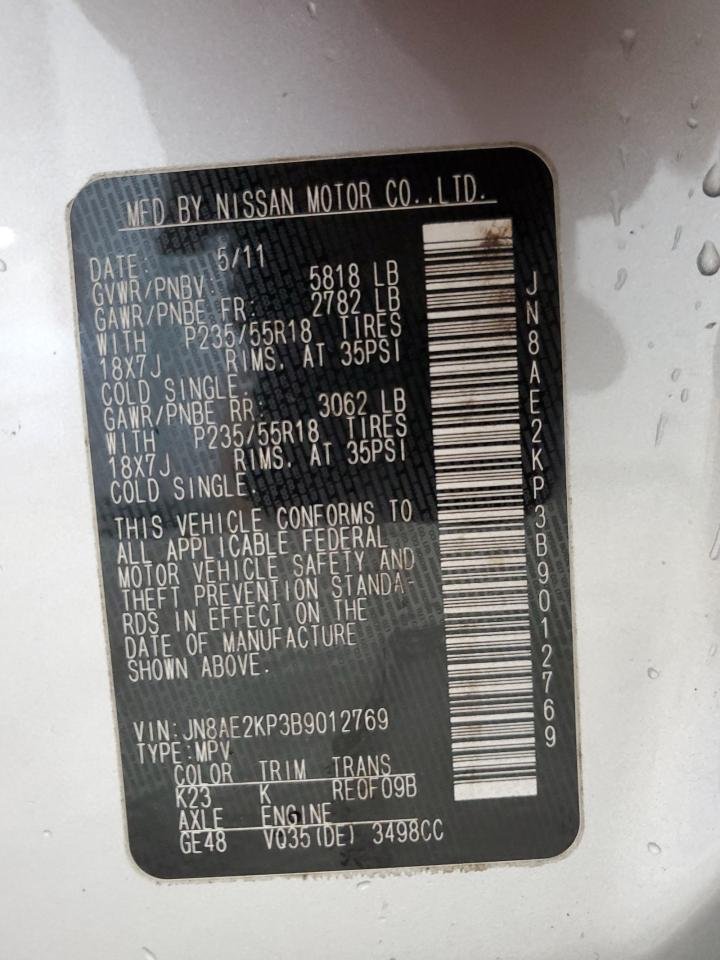 MFD BY NISSAN MOTOR CO.,LTD.
DATE: 5/11
GVWR/PNBV: 5818 LB
GAWR/PNBE FR: 2782 LB
WITH P235/55R18 TIRES
18X7J RIMS. AT 35PSI
COLD SINGLE.
GAWR/PNBE RR: 3062 LB
WITH P235/55R18 TIRES
18X7J RIMS. AT 35PSI
COLD SINGLE.
THIS VEHICLE CONFORMS TO
ALL APPLICABLE FEDERAL
MOTOR VEHICLE SAFETY AND
THEFT PREVENTION STANDA-
RDS IN EFFECT ON THE
DATE OF MANUFACTURE
SHOWN ABOVE.
VIN:JN8AE2KP3B9012769
TYPE:MPV
COLOR TRIM TRANS
K23 K RE0F09B
AXLE ENGINE
GE48 VQ35(DE) 3498CC
JN8AE2KP3B9012769